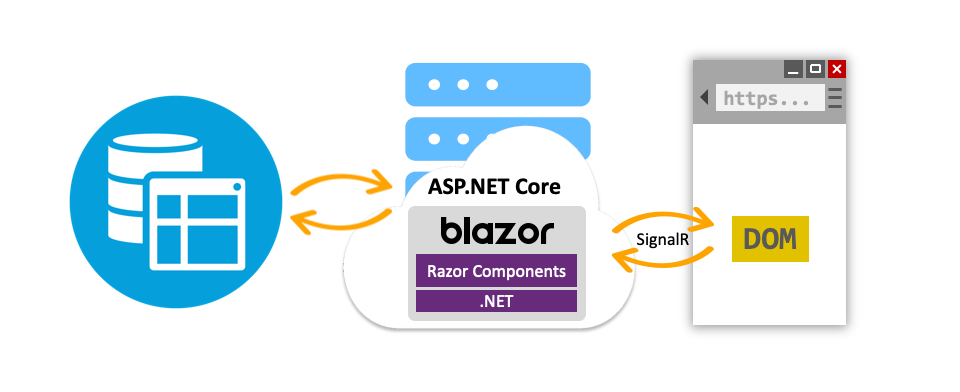 ASP.NET Core
blazor
Razor Components
.NET
SignalR
https...
DOM